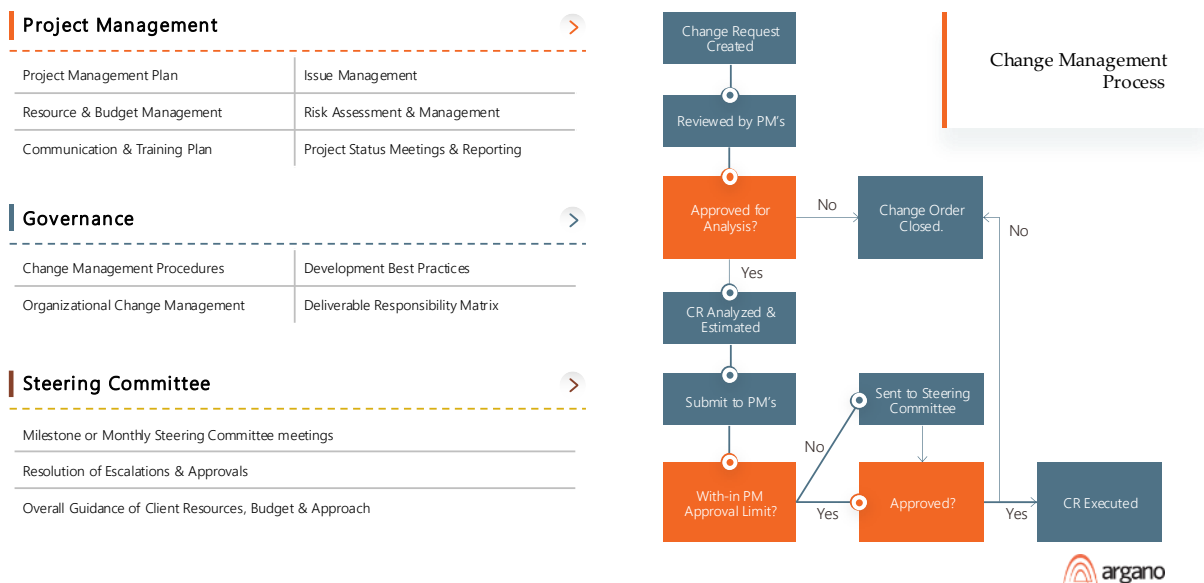 Project Management
Project Management Plan
Issue Management
Resource & Budget Management
Risk Assessment & Management
Communication & Training Plan
Project Status Meetings & Reporting
Governance
Change Management Procedures
Development Best Practices
Organizational Change Management
Deliverable Responsibility Matrix
Steering Committee
Milestone or Monthly Steering Committee meetings
Resolution of Escalations & Approvals
Overall Guidance of Client Resources, Budget & Approach
Change Management
Process
Change Request
Created
Reviewed by PM's
Approved for
Analysis?
No
Change Order
Closed.
No
Yes
CR Analyzed &
Estimated
Submit to PM's
Sent to Steering
Committee
No
With-in PM
Approval Limit?
Yes
Approved?
Yes
CR Executed
argano